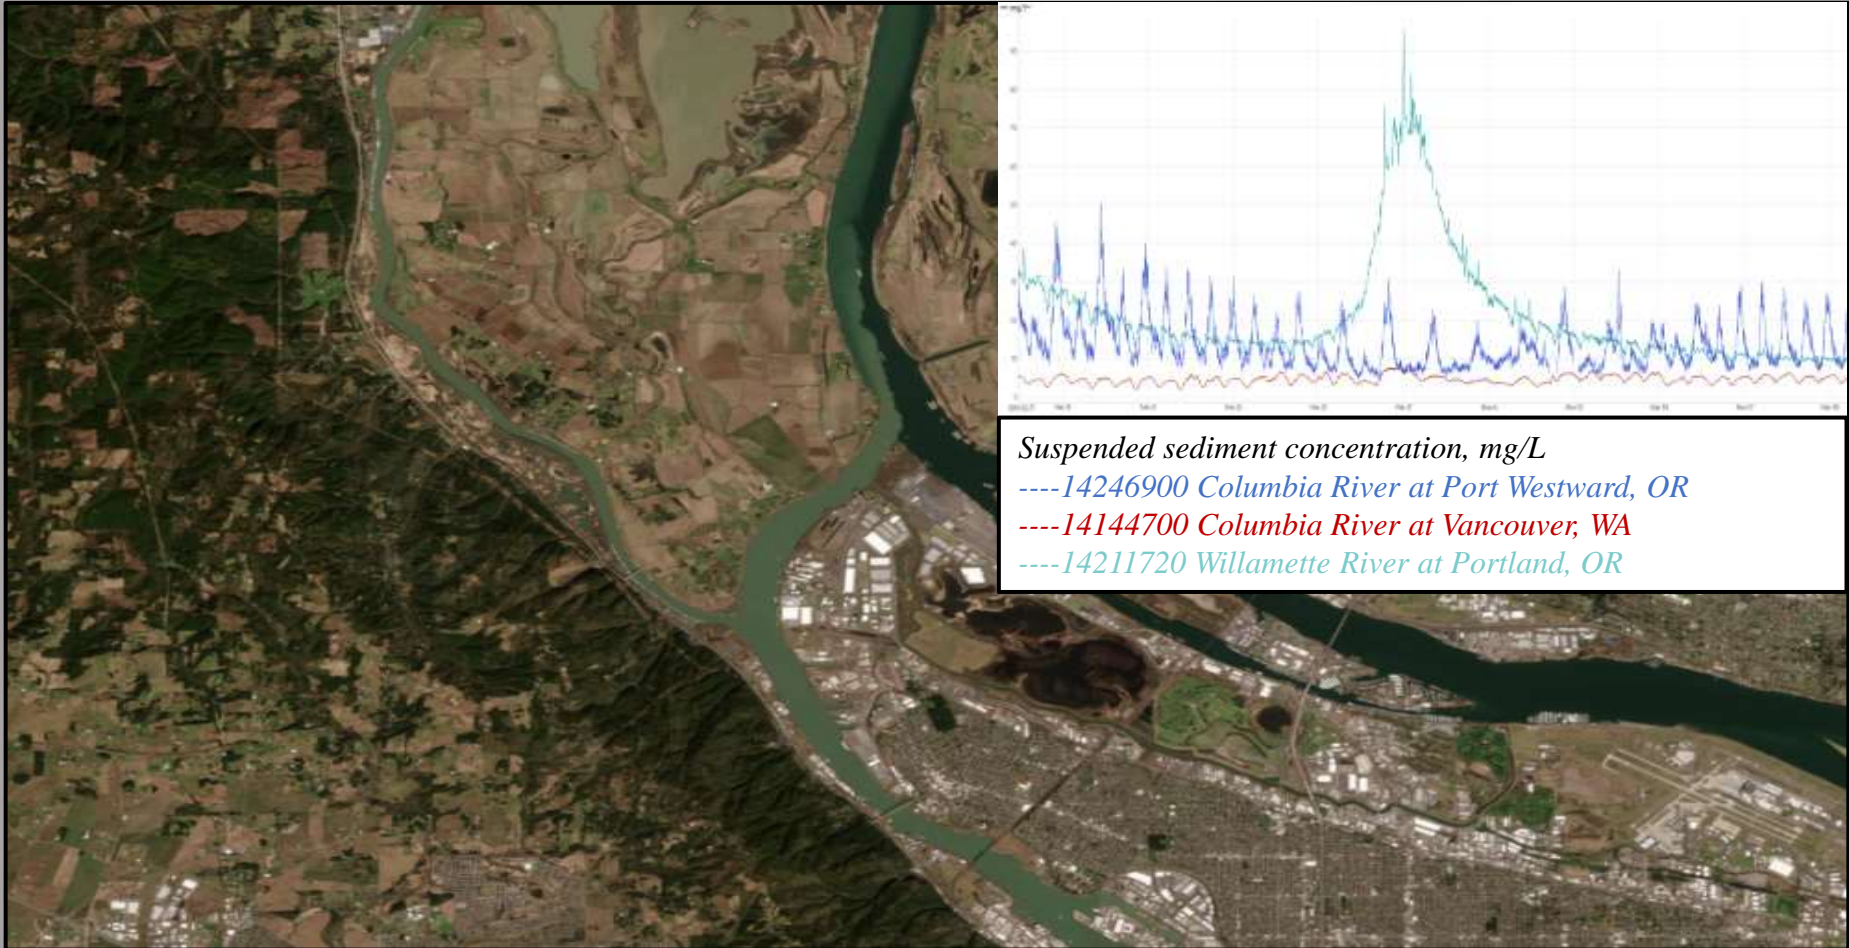 Suspended sediment concentration, mg/L
----14246900 Columbia River at Port Westward, OR
----14144700 Columbia River at Vancouver, WA
----14211720 Willamette River at Portland, OR